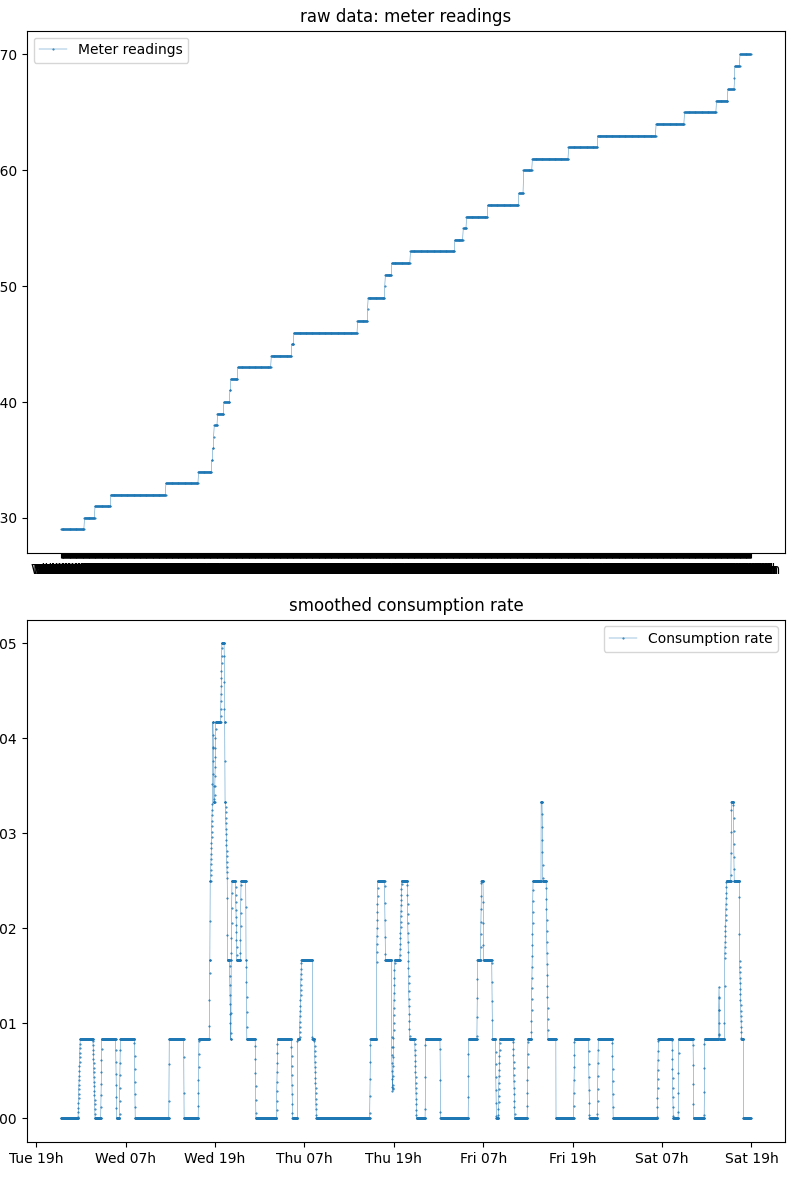 raw data: meter readings
Meter readings
70
60
50
40
30
smoothed consumption rate
Consumption rate
05
04
03
02
01
00
Tue 19h Wed 07h Wed 19h Thu 07h Thu 19h Fri 07h Fri 19h Sat 07h Sat 19h